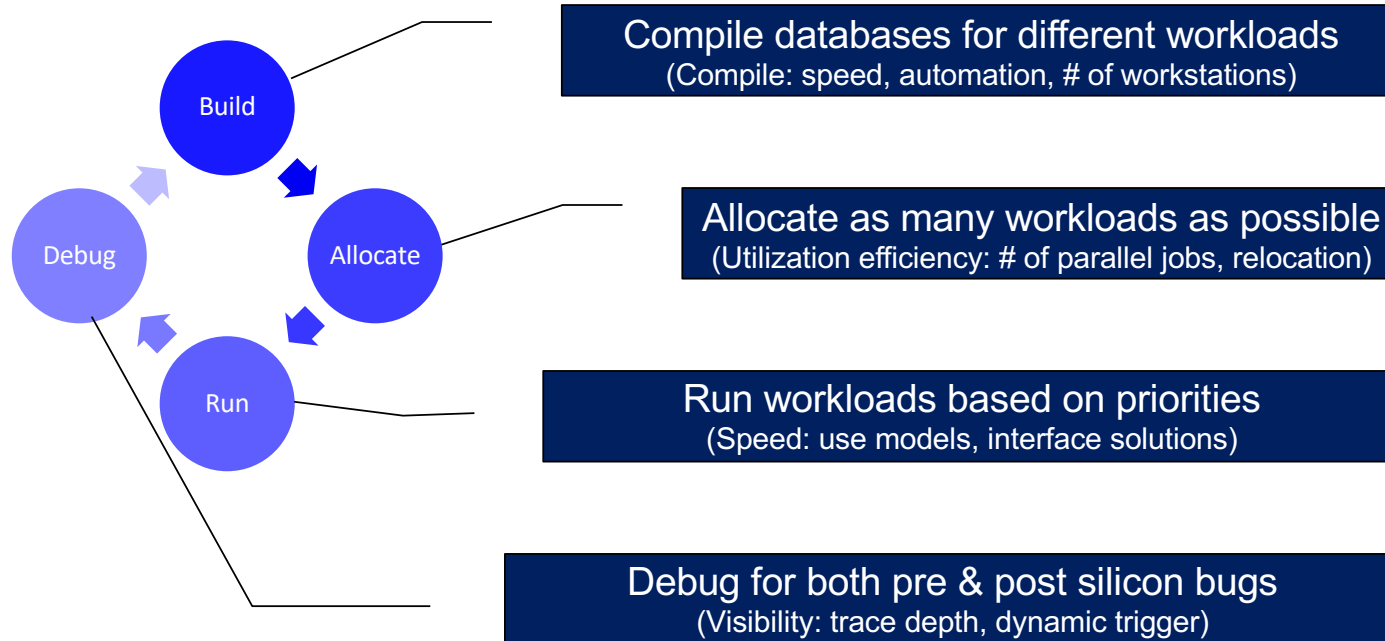 Build
Allocate
Run
Debug
Compile databases for different workloads
(Compile: speed, automation, # of workstations)
Allocate as many workloads as possible
(Utilization efficiency: # of parallel jobs, relocation)
Run workloads based on priorities
(Speed: use models, interface solutions)
Debug for both pre & post silicon bugs
(Visibility: trace depth, dynamic trigger)